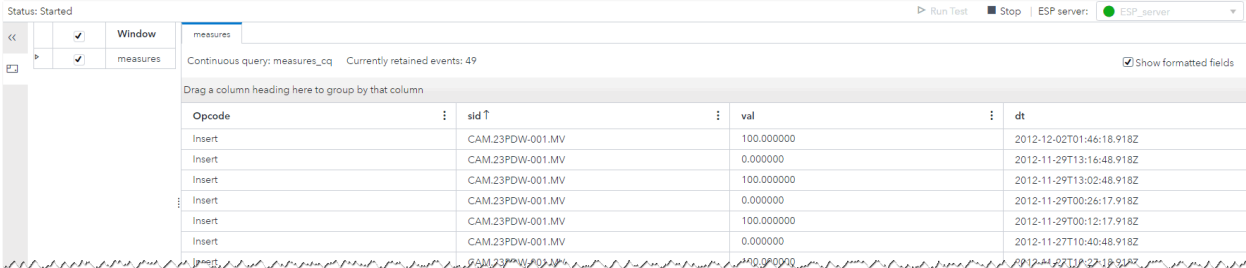 Status: Started Run Test Stop ESP server: ESP_server
Window measures
measures Continuous query: measures_cq Currently retained events: 49 Show formatted fields
Drag a column heading here to group by that column
Opcode sid val dt
Insert CAM.23PDW-001.MV 100.000000 2012-12-02T01:46:18.918Z
Insert CAM.23PDW-001.MV 0.000000 2012-11-29T13:16:48.918Z
Insert CAM.23PDW-001.MV 100.000000 2012-11-29T13:02:48.918Z
Insert CAM.23PDW-001.MV 0.000000 2012-11-29T00:26:17.918Z
Insert CAM.23PDW-001.MV 100.000000 2012-11-29T00:12:17.918Z
Insert CAM.23PDW-001.MV 0.000000 2012-11-27T10:40:48.918Z